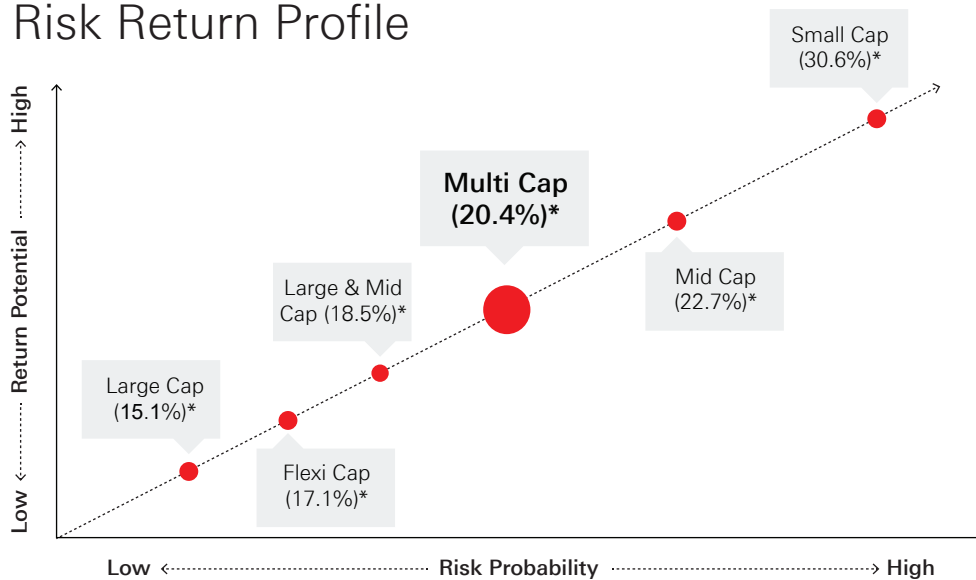 Risk Return Profile
Small Cap
(30.6%)*
Multi Cap
(20.4%)*
Mid Cap
(22.7%)*
Large & Mid
Cap (18.5%)*
Large Cap
(15.1%)*
Flexi Cap
(17.1%)*
Low Return Potential High
Low Risk Probability High